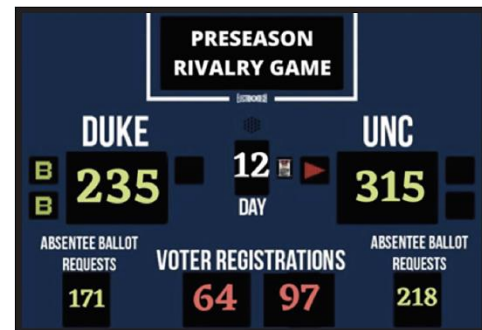 PRESEASON
RIVALRY GAME
DUKE
UNC
B
235
12
315
B
DAY
ABSENTEE BALLOT
REQUESTS
171
VOTER REGISTRATIONS
64 97
ABSENTEE BALLOT
REQUESTS
218